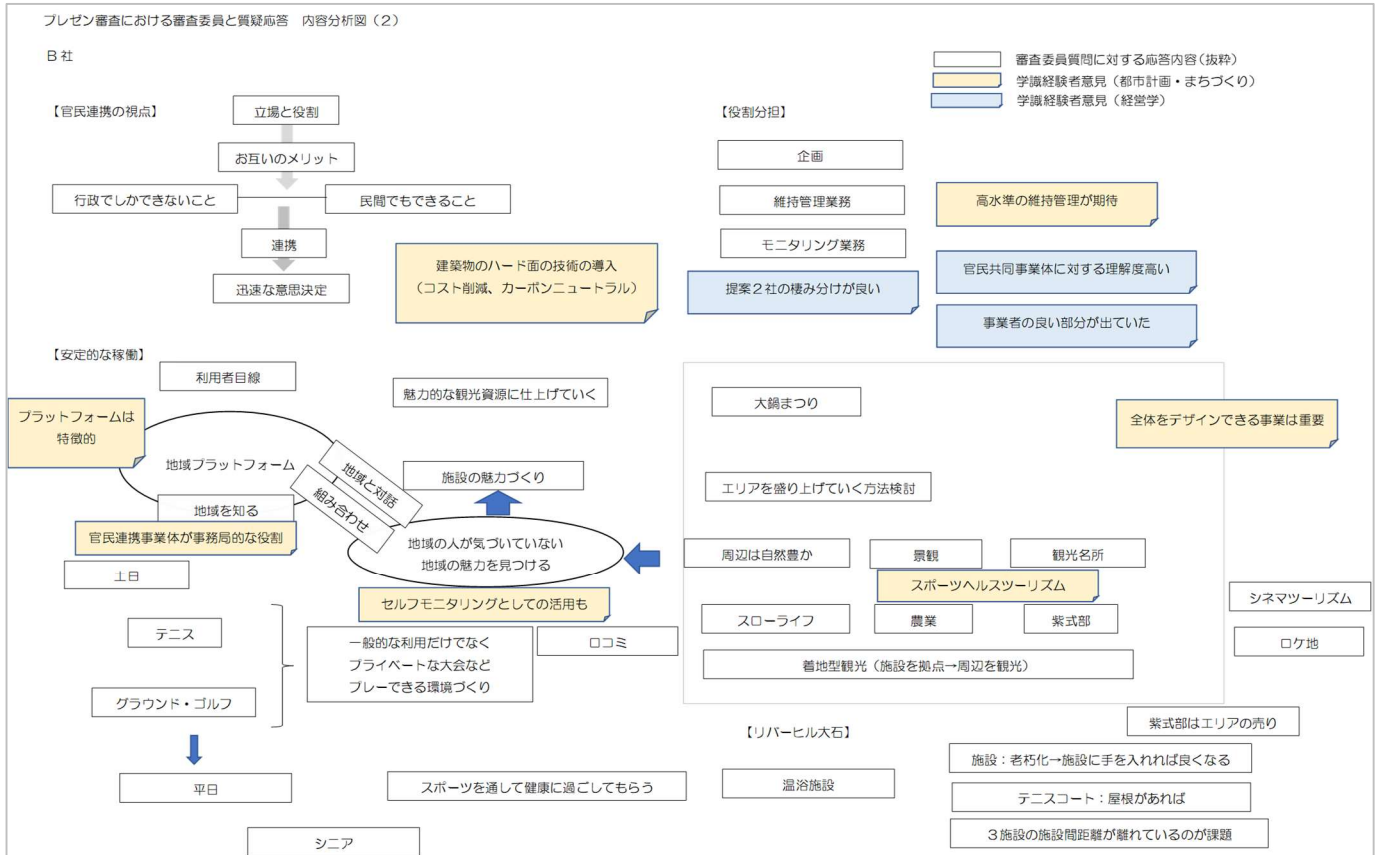 プレゼン審査における審査委員と質疑応答　内容分析図（2）
B社
審査委員質問に対する応答内容（抜粋）
学識経験者意見（都市計画・まちづくり）
学識経験者意見（経営学）
【官民連携の視点】
立場と役割
お互いのメリット
行政でしかできないこと
民間でもできること
連携
迅速な意思決定
建築物のハード面の技術の導入
（コスト削減、カーボンニュートラル）
【役割分担】
企画
維持管理業務
モニタリング業務
高水準の維持管理が期待
提案２社の棲み分けが良い
官民共同事業体に対する理解度高い
事業者の良い部分が出ていた
【安定的な稼働】
利用者目線
プラットフォームは
特徴的
地域プラットフォーム
地域と対話
組み合わせ
地域を知る
官民連携事業体が事務局的な役割
魅力的な観光資源に仕上げていく
施設の魅力づくり
地域の人が気づいていない
地域の魅力を見つける
セルフモニタリングとしての活用も
土日
テニス
グラウンド・ゴルフ
一般的な利用だけでなく
プライベートな大会など
プレーできる環境づくり
口コミ
平日
スポーツを通して健康に過ごしてもらう
シニア
大鍋まつり
全体をデザインできる事業は重要
エリアを盛り上げていく方法検討
周辺は自然豊か
景観
観光名所
スポーツヘルスツーリズム
スローライフ
農業
紫式部
着地型観光（施設を拠点→周辺を観光）
シネマツーリズム
ロケ地
紫式部はエリアの売り
【リバーヒル大石】
温浴施設
施設：老朽化→施設に手を入れれば良くなる
テニスコート：屋根があれば
３施設の施設間距離が離れているのが課題